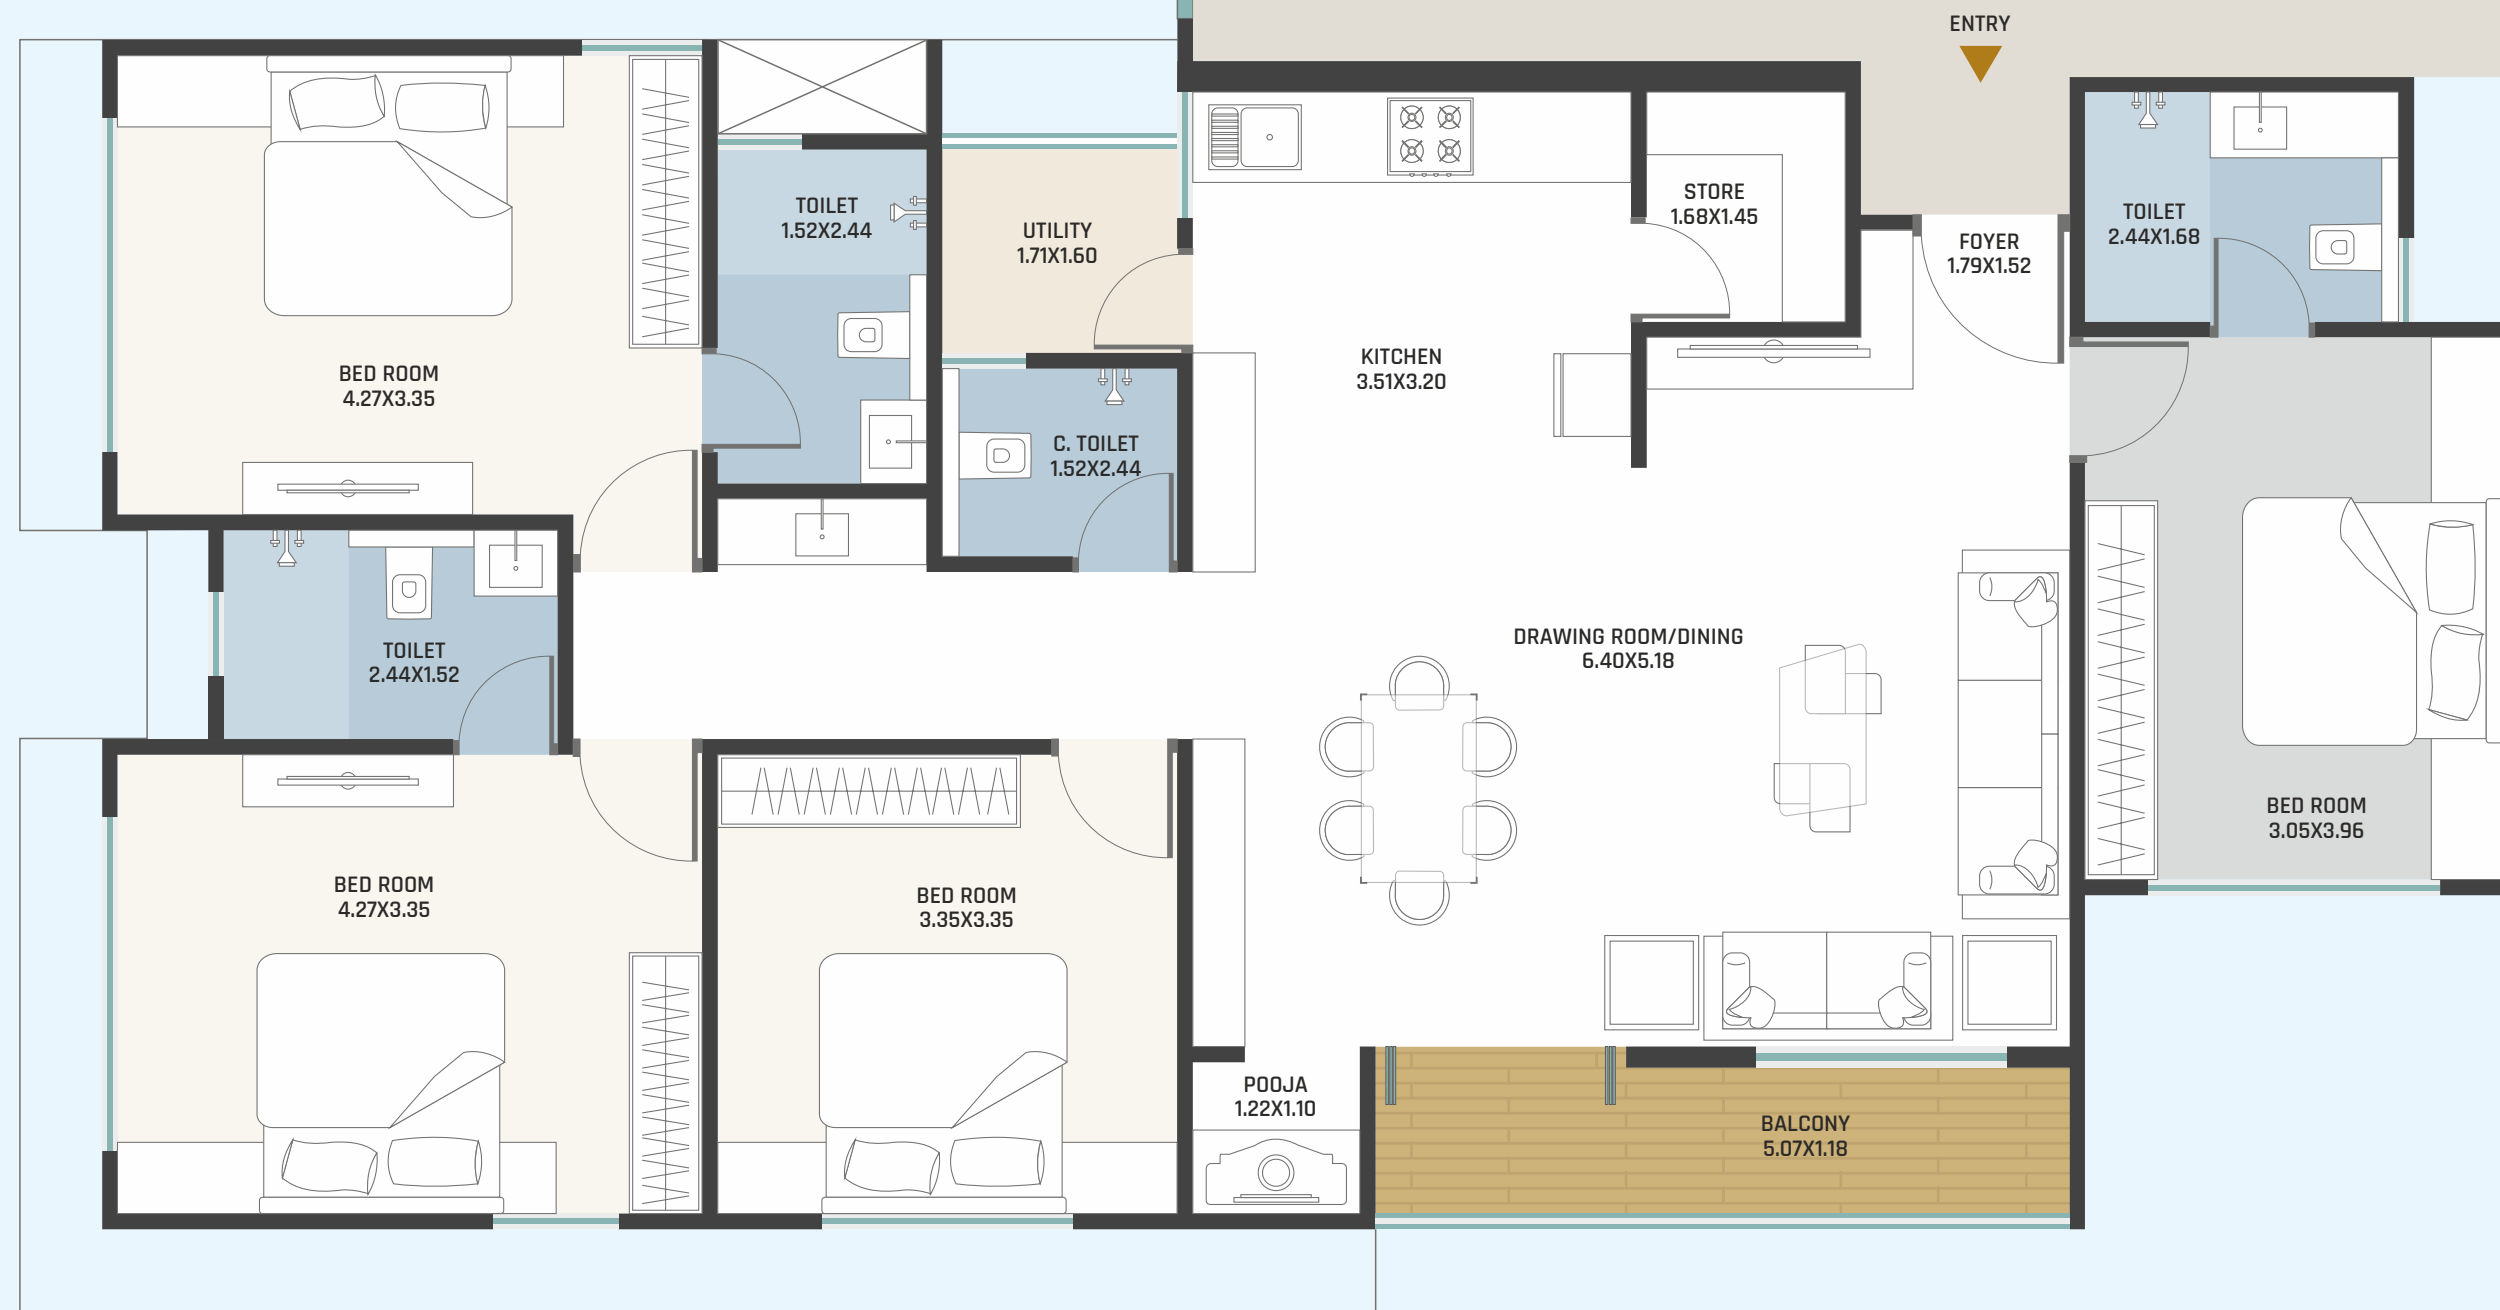 ENTRY
TOILET
1.52X2.44
UTILITY
1.71X1.60
STORE
1.68X1.45
FOYER
1.79X1.52
TOILET
2.44X1.68
BED ROOM
4.27X3.35
KITCHEN
3.51X3.20
C. TOILET
1.52X2.44
TOILET
2.44X1.52
DRAWING ROOM/DINING
6.40X5.18
BED ROOM
3.05X3.96
BED ROOM
4.27X3.35
BED ROOM
3.35X3.35
POOJA
1.22X1.10
BALCONY
5.07X1.18